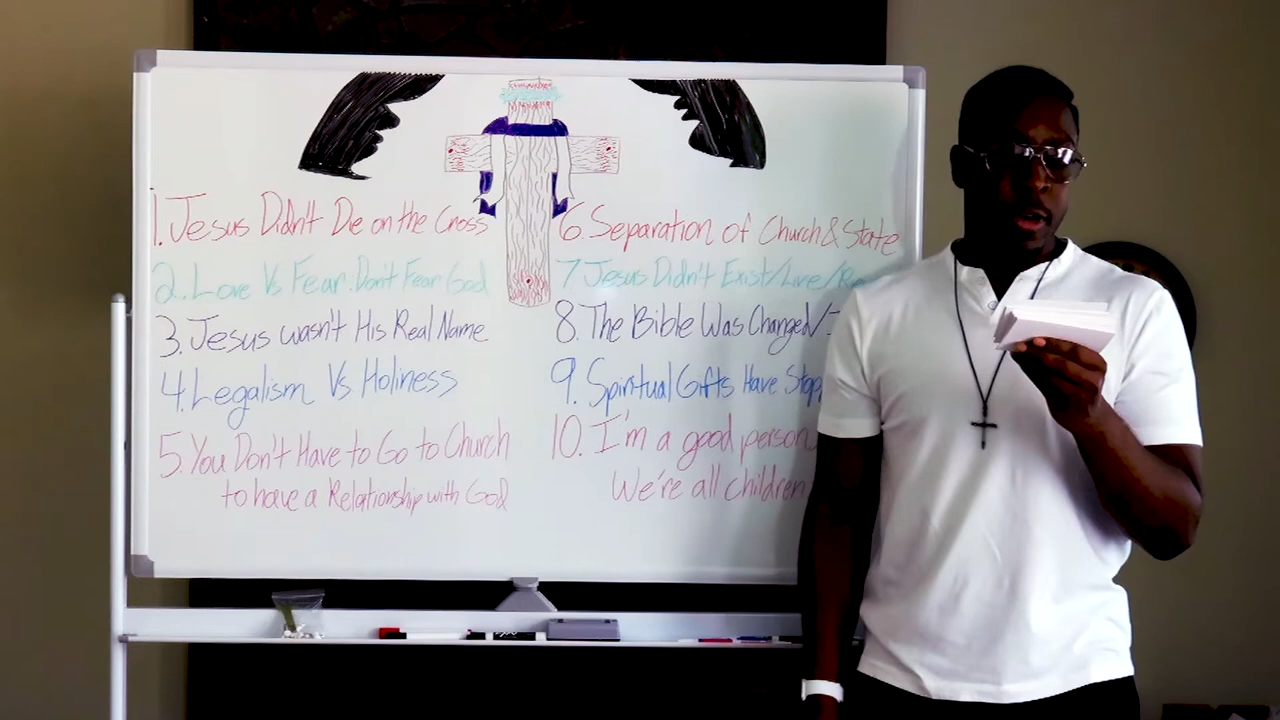 1. Jesus Didn't Die on the Cross
2. Love Vs Fear. Don't Fear God
3. Jesus wasn't His Real Name
4. Legalism Vs Holiness
5. You Don't Have to Go to Church
to have a Relationship with God
6. Separation of Church & State
7 Jesus Didn't Exist/Live/
8. The Bible Was Changed/
9. Spiritual Gifts Have
10. I'm a good person
We're all children